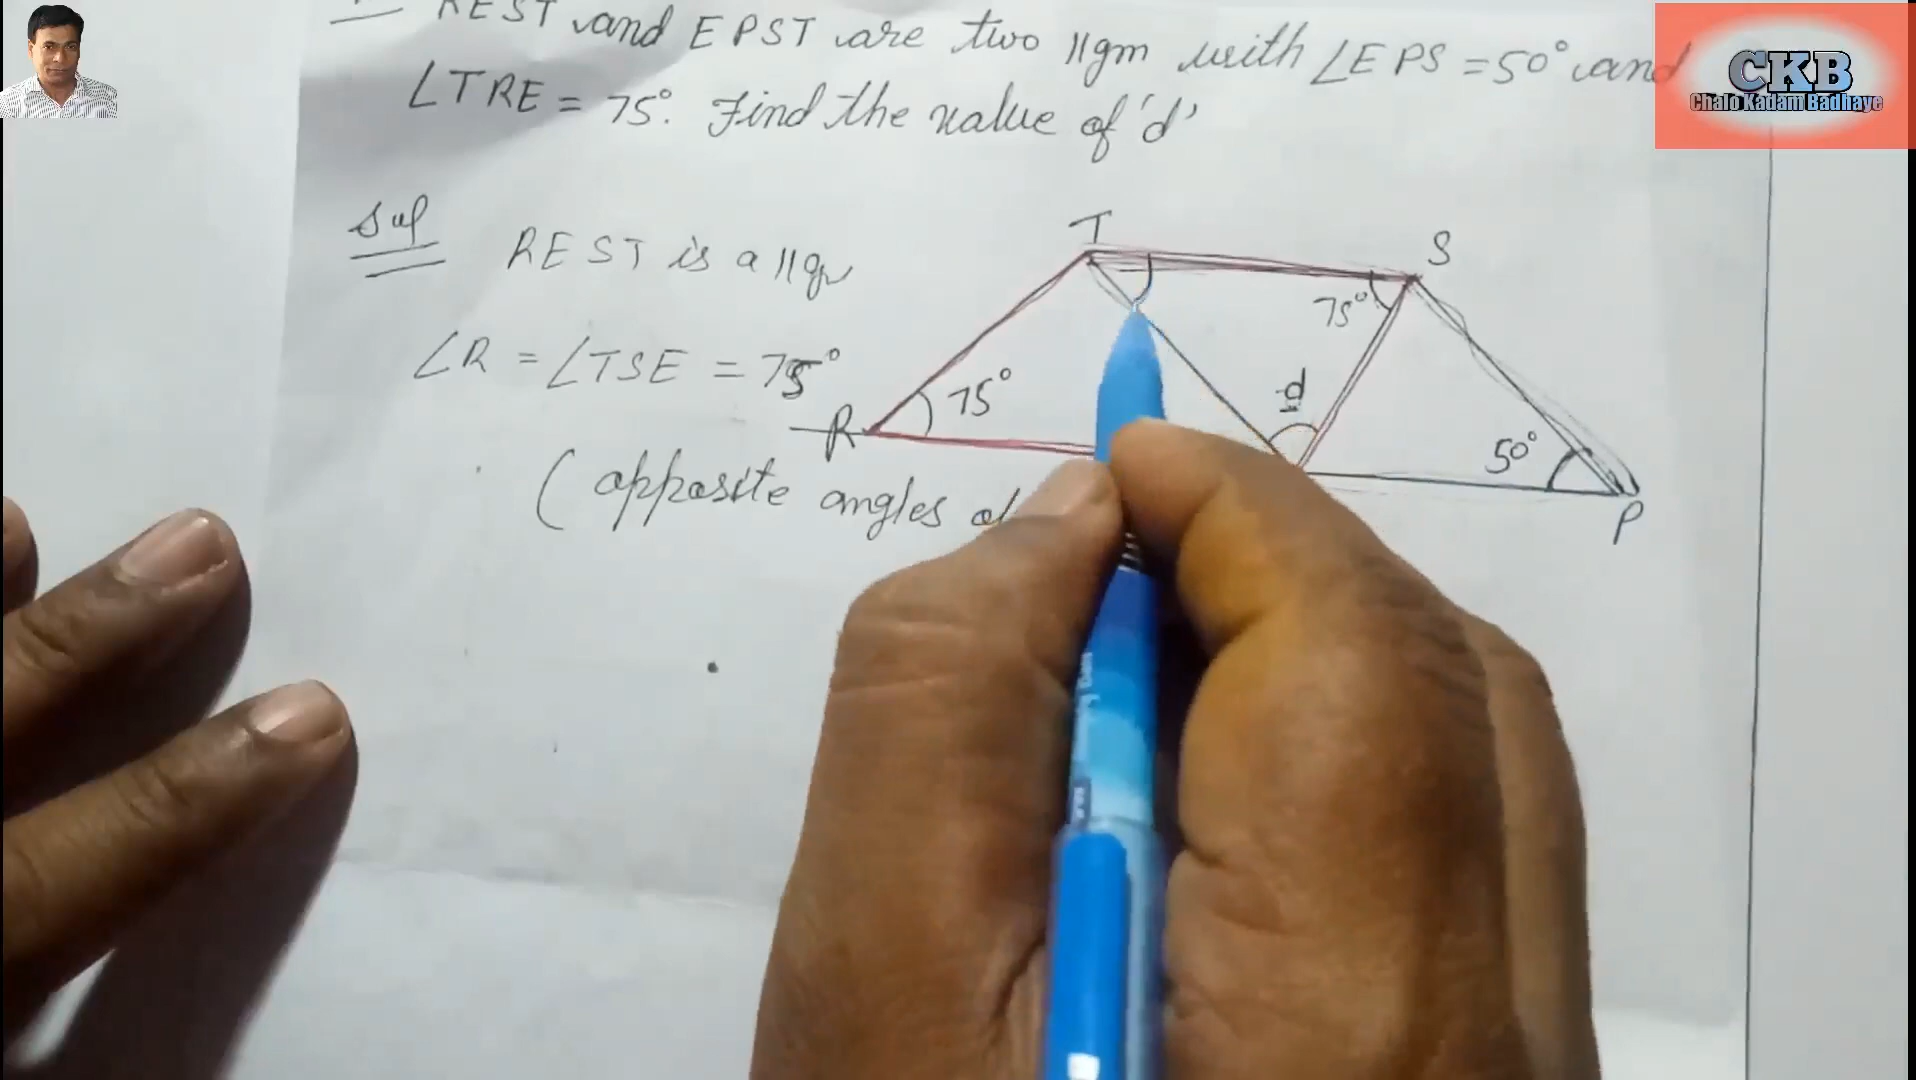 REST and EPST are two ||gm with ∠EPS = 50° and
∠TRE = 75°. Find the value of 'd'
CKB
Chalo Kadam Badhaye
REST is a ||gm
∠R = ∠TSE = 75°
(opposite angles of
T
S
75°
d
75°
R
50°
P